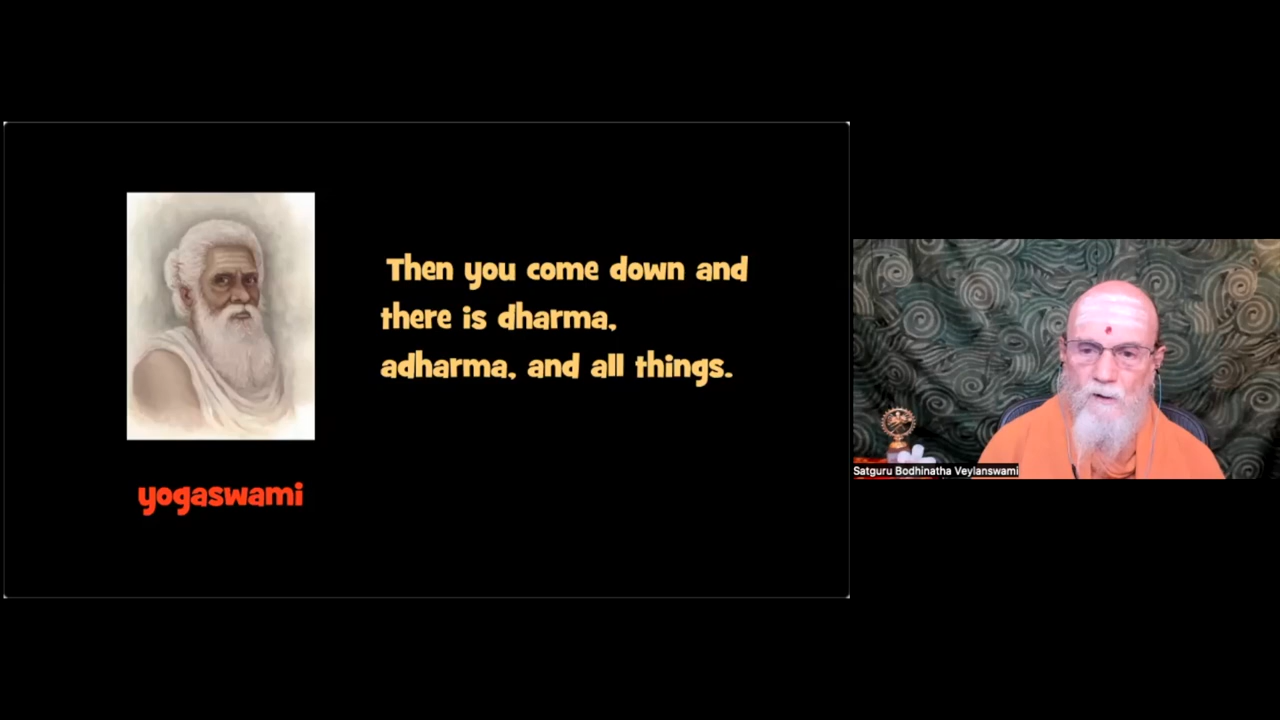 Then you come down and
there is dharma,
adharma, and all things.
yogaswami
Satguru Bodhinatha Veylanswami